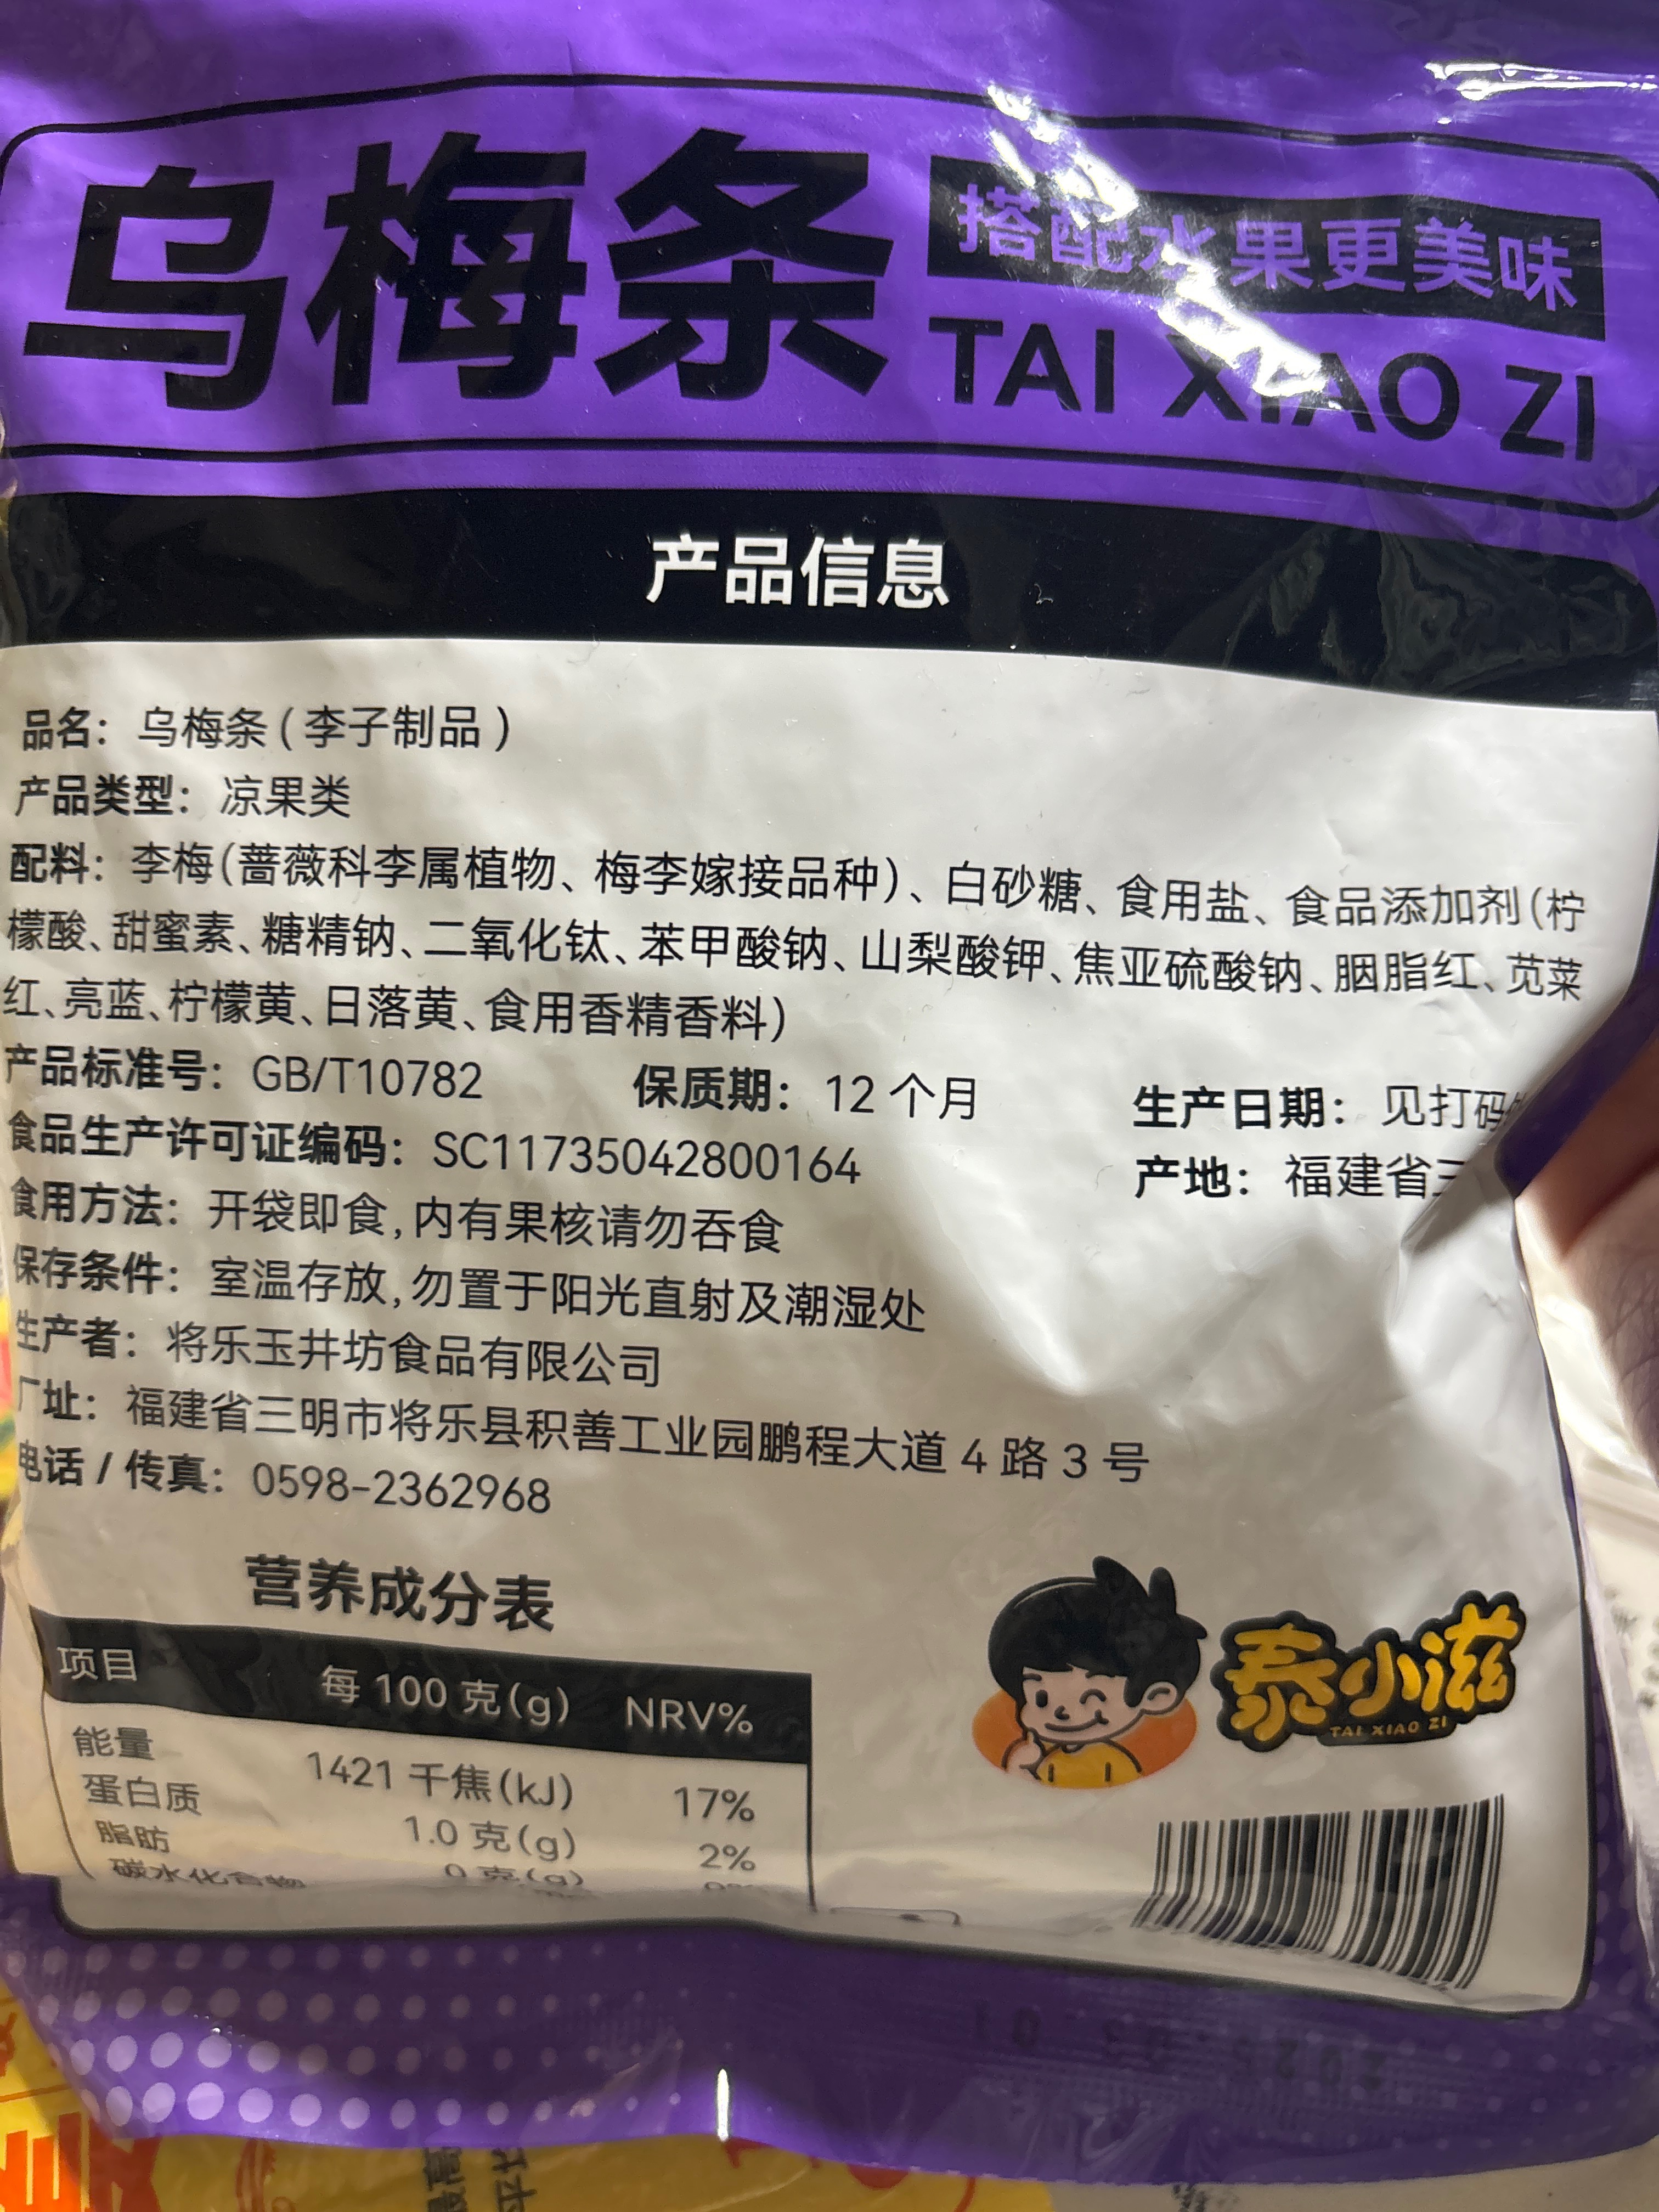 乌梅条
搭配水果更美味
TAI XIAO ZI
产品信息
品名：乌梅条（李子制品）
产品类型：凉果类
配料：李梅（蔷薇科李属植物、梅李嫁接品种）、白砂糖、食用盐、食品添加剂（柠
檬酸、甜蜜素、糖精钠、二氧化钛、苯甲酸钠、山梨酸钾、焦亚硫酸钠、胭脂红、苋菜
红、亮蓝、柠檬黄、日落黄、食用香精香料）
产品标准号：GB/T10782 保质期：12个月 生产日期：见打码
食品生产许可证编码：SC11735042800164 产地：福建省三
食用方法：开袋即食，内有果核请勿吞食
保存条件：室温存放，勿置于阳光直射及潮湿处
生产者：将乐玉井坊食品有限公司
厂址：福建省三明市将乐县积善工业园鹏程大道4路3号
电话/传真：0598-2362968
营养成分表
项目 每100克(g) NRV%
能量 1421千焦(kJ) 17%
蛋白质 1.0克(g) 2%
脂肪 0克(g)
碳水化合物
泰小滋
TAI XIAO ZI